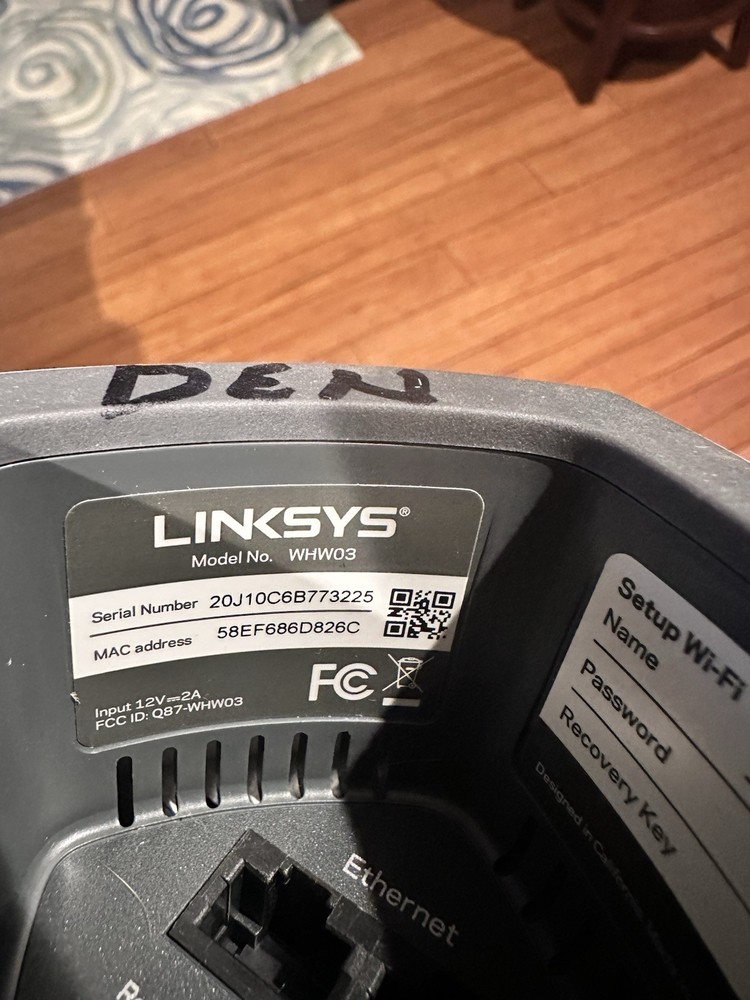 DEN
LINKSYS®
Model No. WHW03
Serial Number 20J10C6B773225
MAC address 58EF686D826C
Input 12V⎓2A
FCC ID: Q87-WHW03
FC
Setup Wi-Fi
Name
Password
Recovery Key
Designed in California.
Ethernet